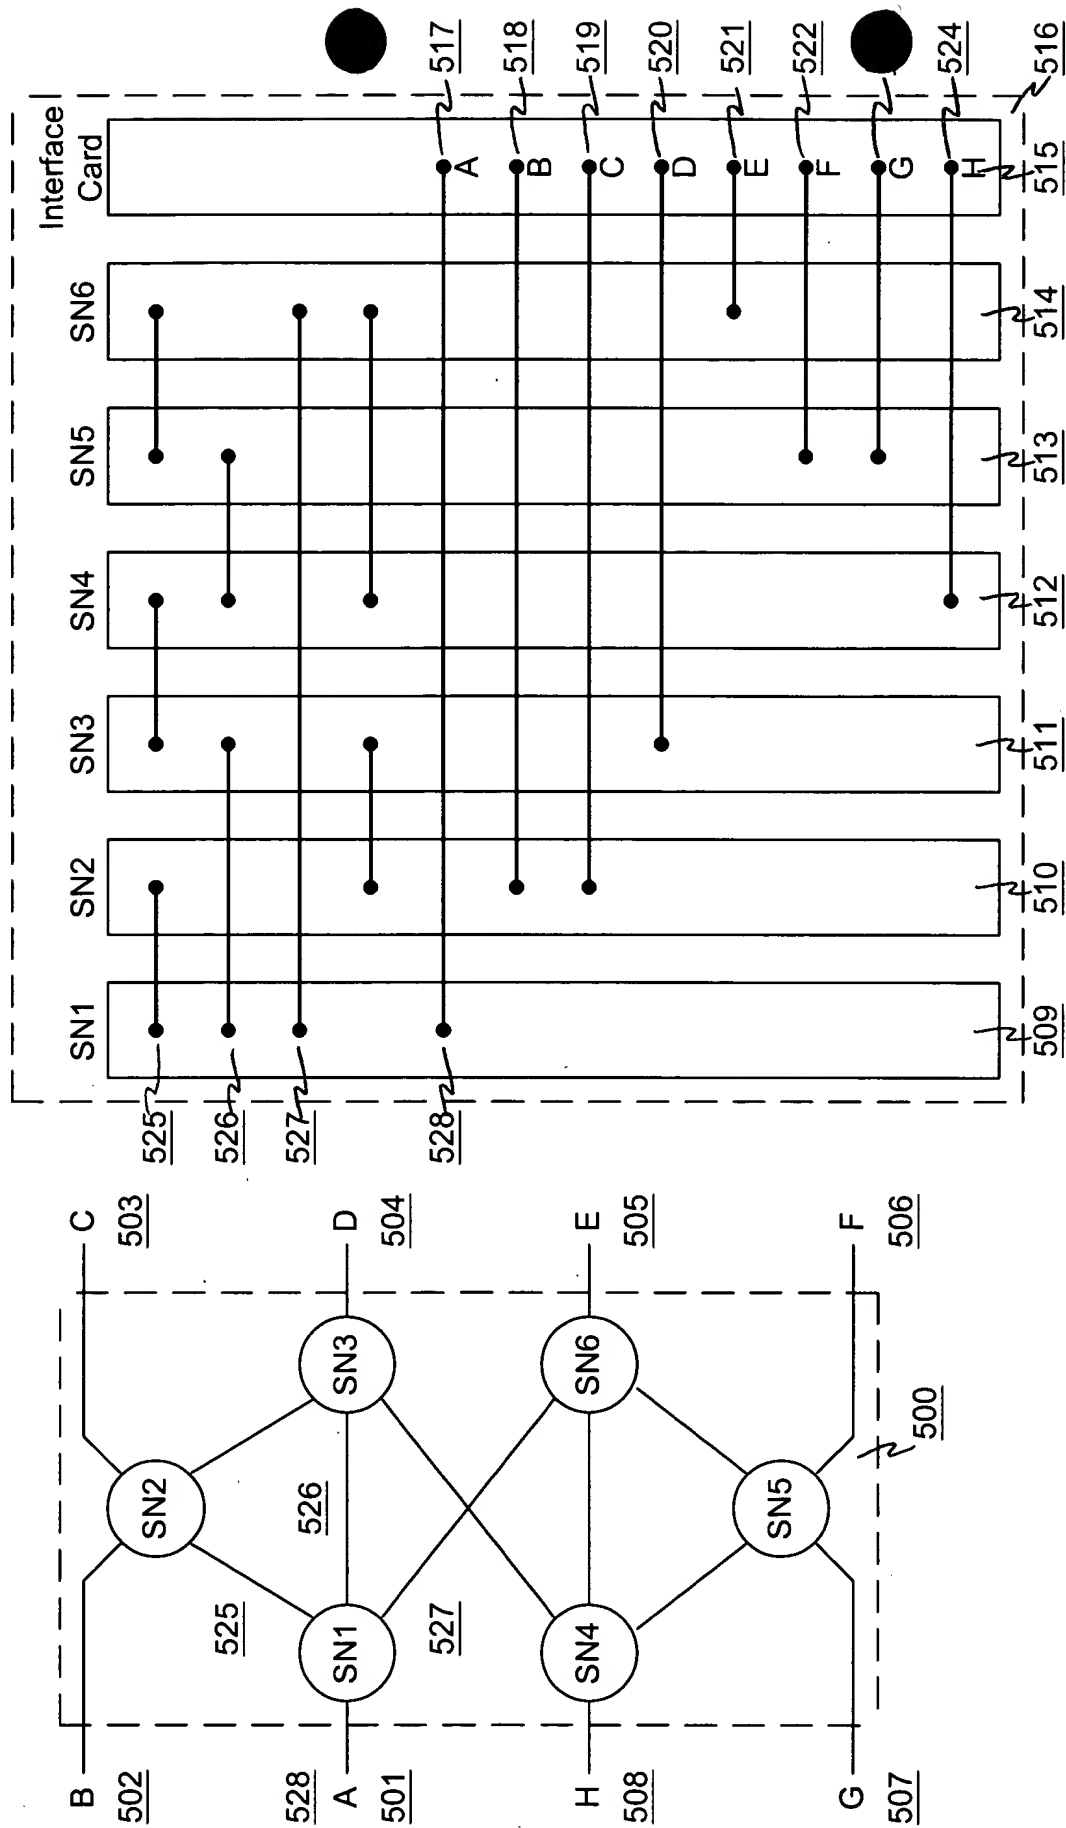 Interface
Card
SN6
SN5
SN4
SN3
SN2
SN1
A
B
C
D
E
F
G
H
517
518
519
520
521
522
524
516
515
514
513
512
511
510
509
525
526
527
528
C
503
D
504
E
505
F
506
SN3
SN6
SN2
SN5
SN1
SN4
526
525
527
500
B
502
528
A
501
H
508
G
507